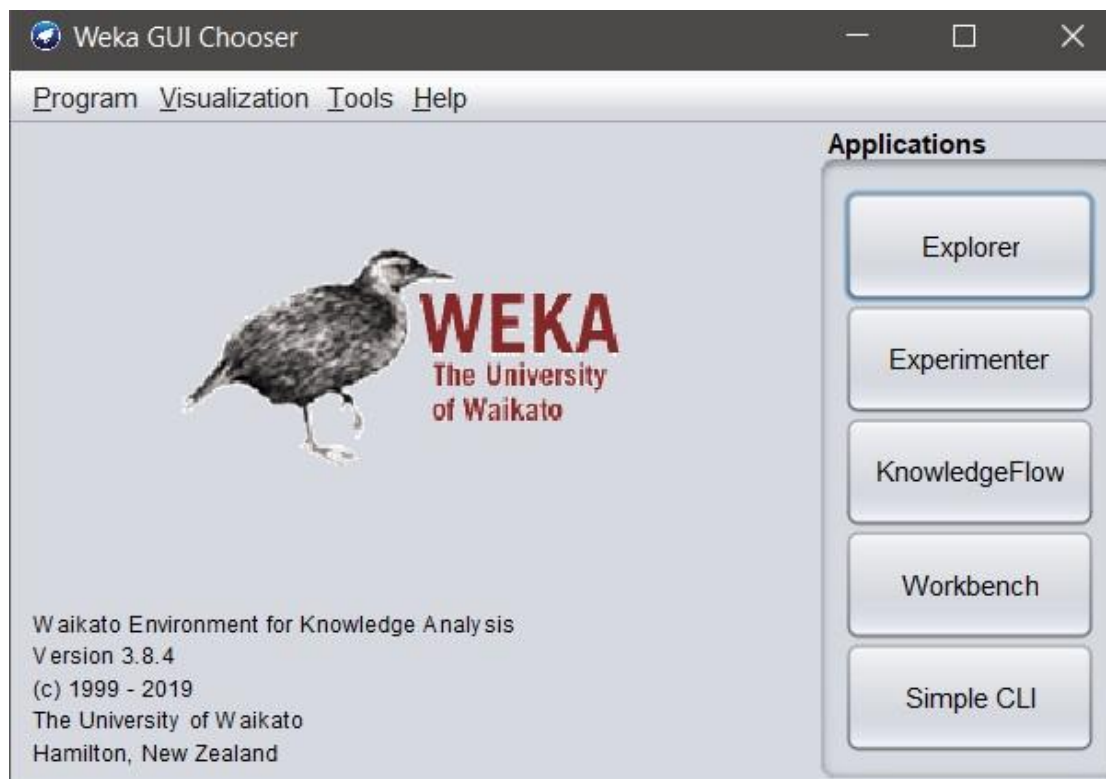 Weka GUI Chooser
Program Visualization Tools Help
Applications
Explorer
Experimenter
KnowledgeFlow
Workbench
Simple CLI
WEKA
The University
of Waikato
Waikato Environment for Knowledge Analysis
Version 3.8.4
(c) 1999 - 2019
The University of Waikato
Hamilton, New Zealand